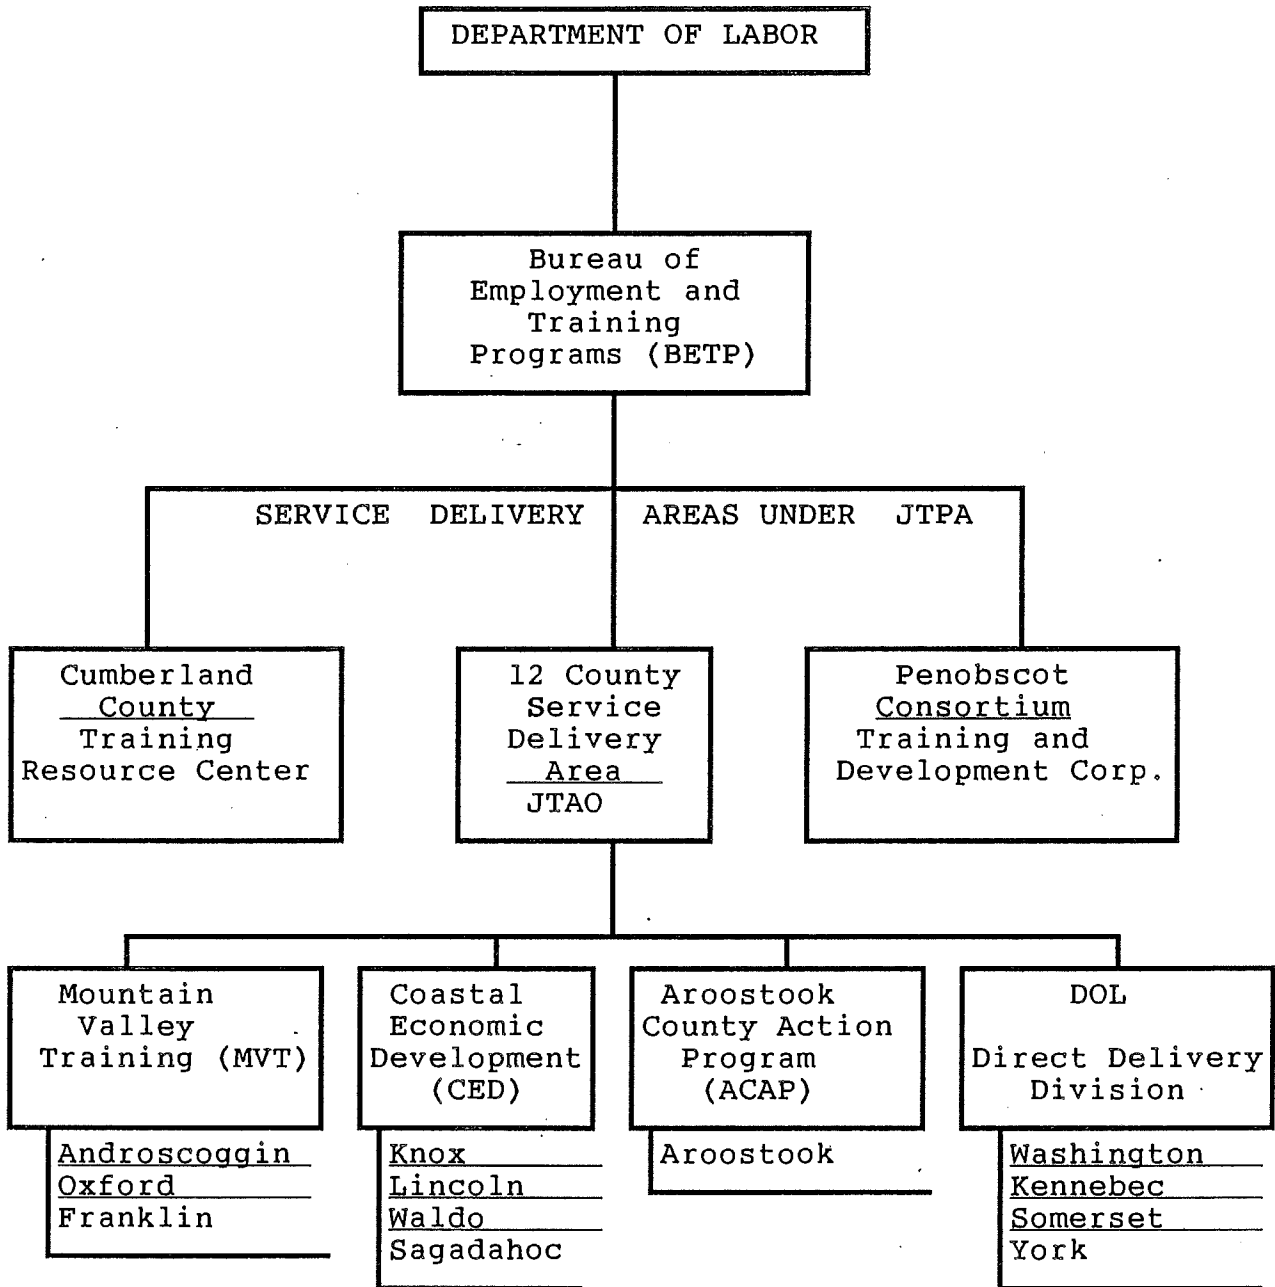 DEPARTMENT OF LABOR
Bureau of
Employment and
Training
Programs (BETP)
SERVICE DELIVERY AREAS UNDER JTPA
Cumberland
County
Training
Resource Center
12 County
Service
Delivery
Area
JTAO
Penobscot
Consortium
Training and
Development Corp.
Mountain
Valley
Training (MVT)
Androscoggin
Oxford
Franklin
Coastal
Economic
Development
(CED)
Knox
Lincoln
Waldo
Sagadahoc
Aroostook
County Action
Program
(ACAP)
Aroostook
DOL
Direct Delivery
Division
Washington
Kennebec
Somerset
York